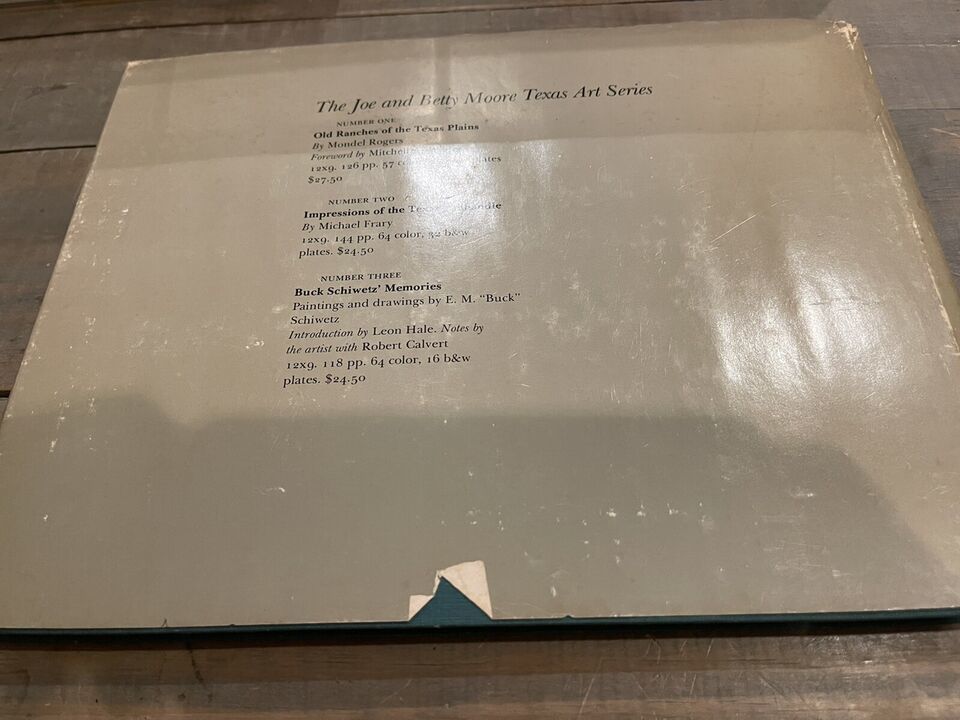 The Joe and Betty Moore Texas Art Series
NUMBER ONE
Old Ranches of the Texas Plains
By Mondel Rogers
Foreword by Mitchell
12x9. 126 pp. 57 plates
$27.50
NUMBER TWO
Impressions of the
By Michael Frary
12x9. 144 pp. 64 color, 32 b&w
plates. $24.50
NUMBER THREE
Buck Schiwetz' Memories
Paintings and drawings by E. M. "Buck"
Schiwetz
Introduction by Leon Hale. Notes by
the artist with Robert Calvert
12x9. 118 pp. 64 color, 16 b&w
plates. $24.50